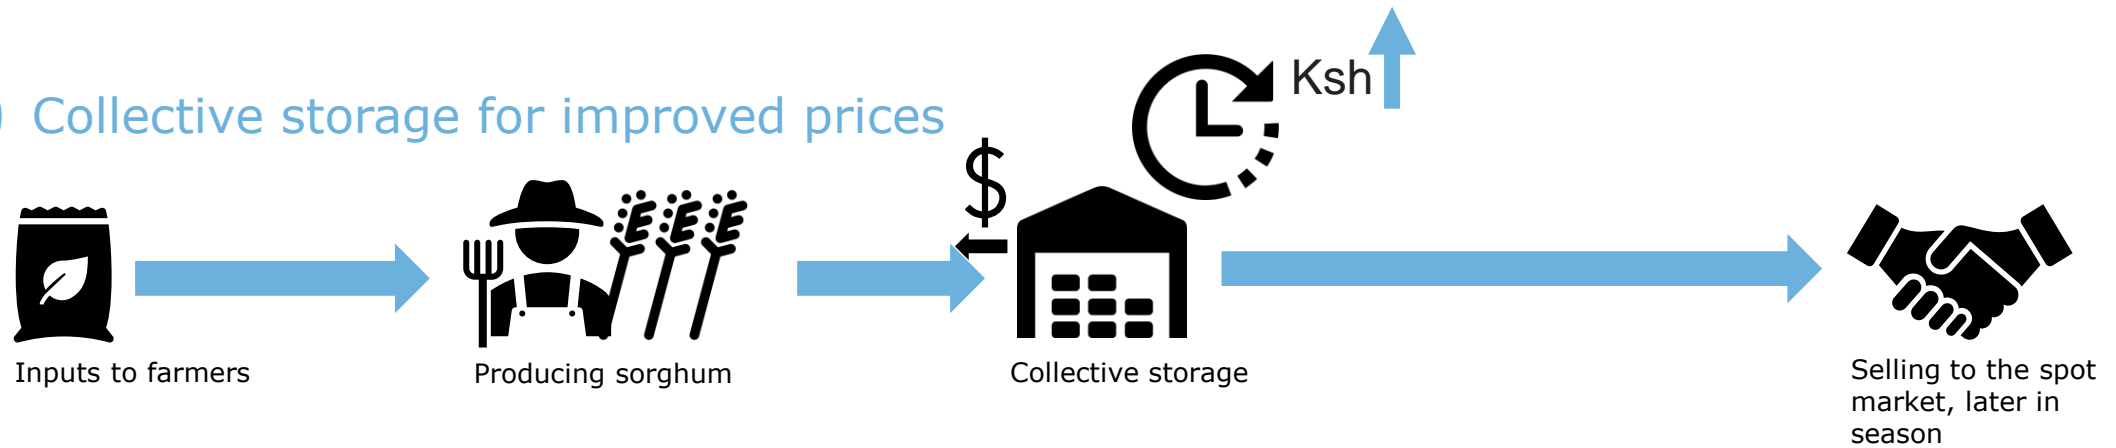 Ksh
) Collective storage for improved prices
$
Inputs to farmers
Producing sorghum
Collective storage
Selling to the spot
market, later in
season